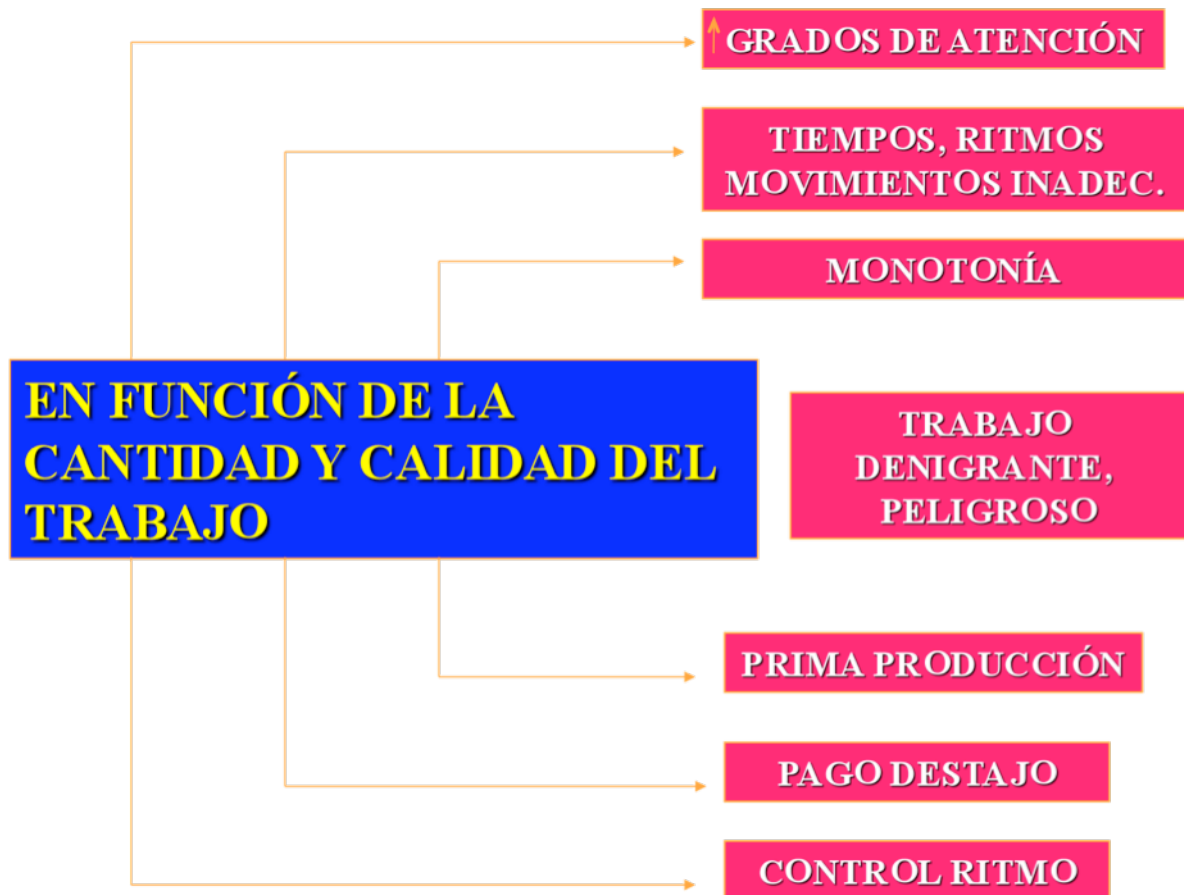 GRADOS DE ATENCIÓN
TIEMPOS, RITMOS
MOVIMIENTOS INADEC.
MONOTONÍA
EN FUNCIÓN DE LA
CANTIDAD Y CALIDAD DEL
TRABAJO
TRABAJO
DENIGRANTE,
PELIGROSO
PRIMA PRODUCCIÓN
PAGO DESTAJO
CONTROL RITMO